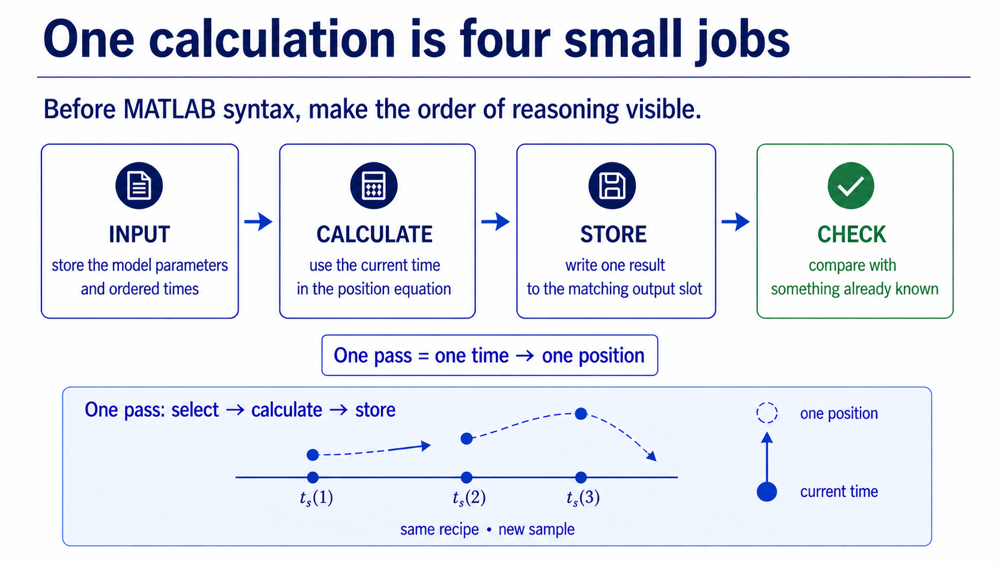 One calculation is four small jobs
Before MATLAB syntax, make the order of reasoning visible.
INPUT
store the model parameters
and ordered times
CALCULATE
use the current time
in the position equation
STORE
write one result
to the matching output slot
CHECK
compare with
something already known
One pass = one time → one position
One pass: select → calculate → store
tₛ(1)
tₛ(2)
tₛ(3)
same recipe • new sample
one position
current time